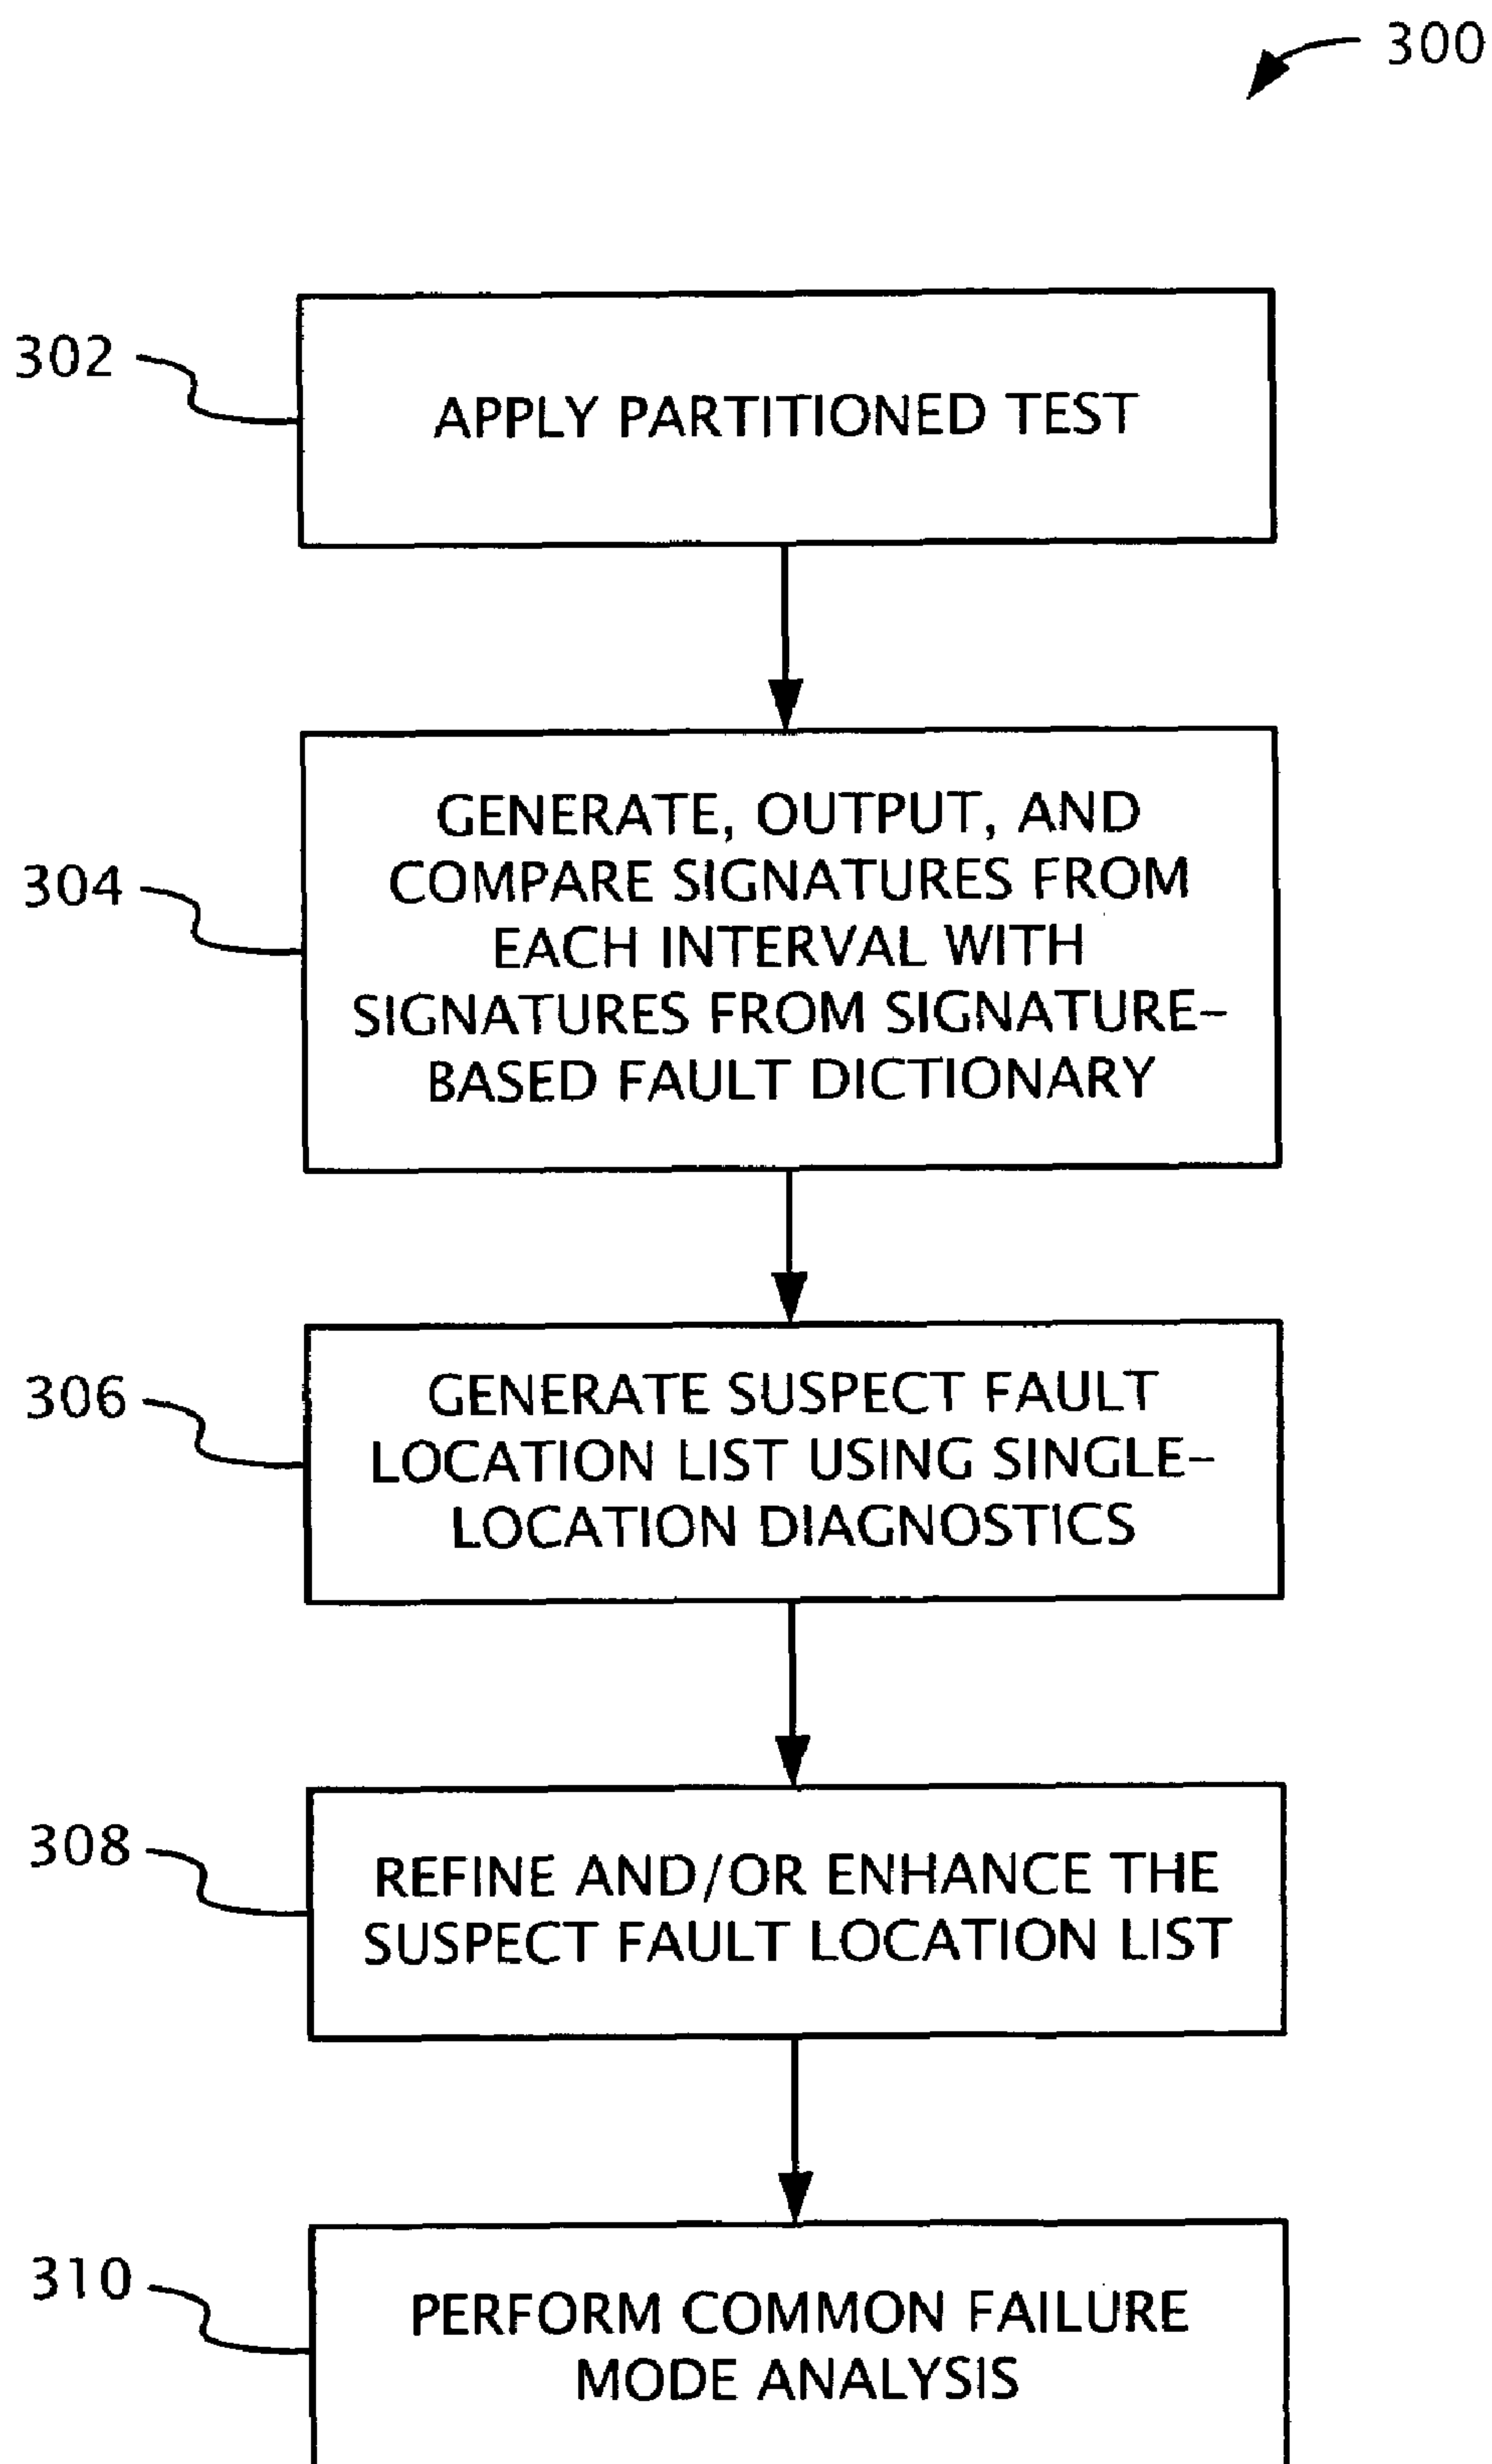 300
302
APPLY PARTITIONED TEST
304
GENERATE, OUTPUT, AND
COMPARE SIGNATURES FROM
EACH INTERVAL WITH
SIGNATURES FROM SIGNATURE-
BASED FAULT DICTIONARY
306
GENERATE SUSPECT FAULT
LOCATION LIST USING SINGLE-
LOCATION DIAGNOSTICS
308
REFINE AND/OR ENHANCE THE
SUSPECT FAULT LOCATION LIST
310
PERFORM COMMON FAILURE
MODE ANALYSIS